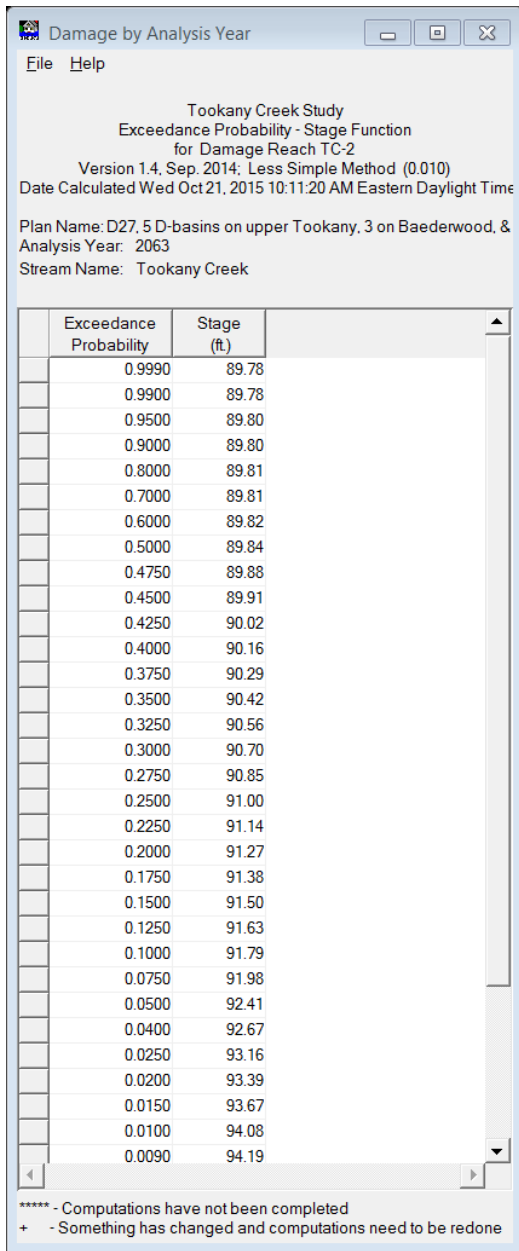 Damage by Analysis Year
File Help
Tookany Creek Study
Exceedance Probability - Stage Function
for Damage Reach TC-2
Version 1.4, Sep. 2014; Less Simple Method (0.010)
Date Calculated Wed Oct 21, 2015 10:11:20 AM Eastern Daylight Time
Plan Name: D27, 5 D-basins on upper Tookany, 3 on Baederwood, &
Analysis Year: 2063
Stream Name: Tookany Creek
Exceedance Probability Stage (ft.)
0.9990 89.78
0.9900 89.78
0.9500 89.80
0.9000 89.80
0.8000 89.81
0.7000 89.81
0.6000 89.82
0.5000 89.84
0.4750 89.88
0.4500 89.91
0.4250 90.02
0.4000 90.16
0.3750 90.29
0.3500 90.42
0.3250 90.56
0.3000 90.70
0.2750 90.85
0.2500 91.00
0.2250 91.14
0.2000 91.27
0.1750 91.38
0.1500 91.50
0.1250 91.63
0.1000 91.79
0.0750 91.98
0.0500 92.41
0.0400 92.67
0.0250 93.16
0.0200 93.39
0.0150 93.67
0.0100 94.08
0.0090 94.19
***** - Computations have not been completed
+ - Something has changed and computations need to be redone